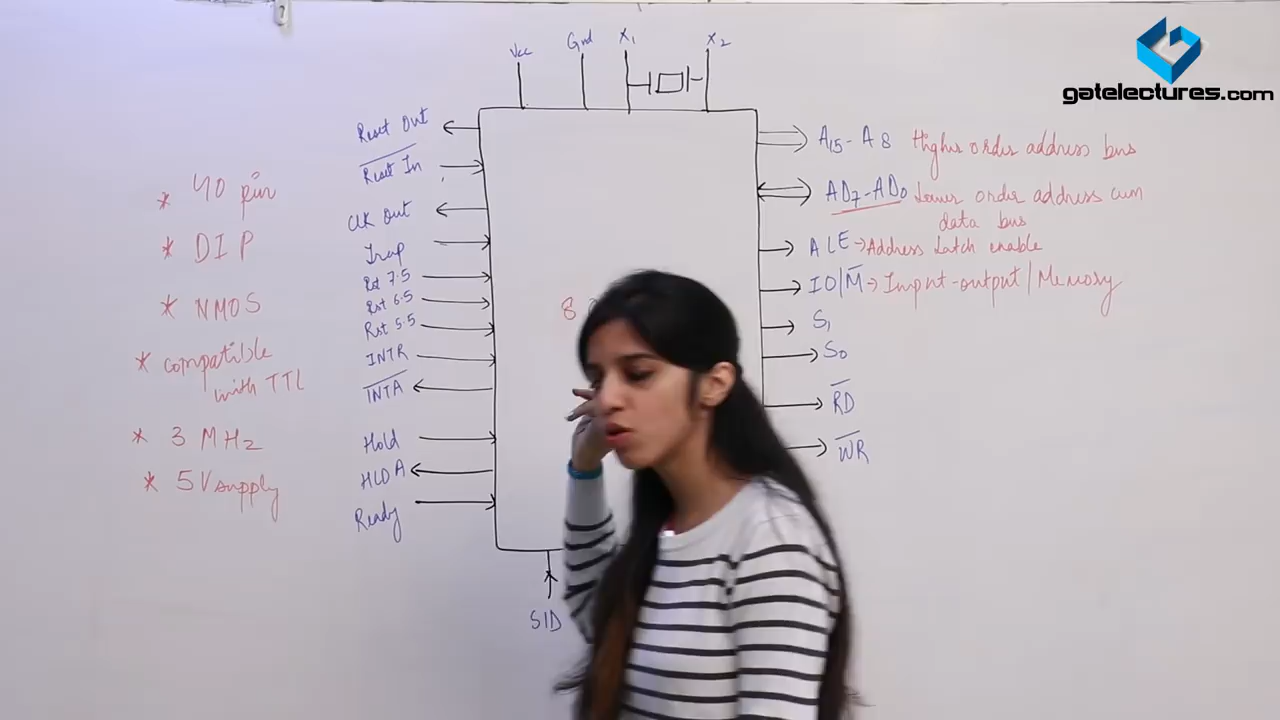 ?
gatelectures.com
Vcc Gnd X1 X2
Reset Out
Reset In
CLK Out
Trap
Rst 7.5
Rst 6.5
Rst 5.5
INTR
INTA
Hold
HLDA
Ready
* 40 pin
* DIP
* NMOS
* compatible
with TTL
* 3 MHz
* 5V supply
8
SID
A15 - A8 Higher order address bus
AD7 - AD0 Lower order address cum
data bus
ALE → Address Latch enable
IO/M̅ → Input-output/Memory
S1
S0
R̅D̅
W̅R̅